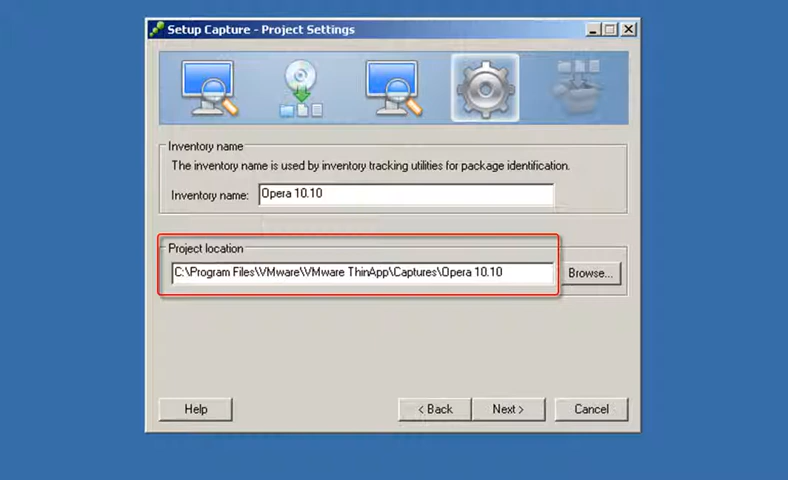 Setup Capture - Project Settings
Inventory name
The inventory name is used by inventory tracking utilities for package identification.
Inventory name: Opera 10.10
Project location
C:\Program Files\VMware\VMware ThinApp\Captures\Opera 10.10
Browse...
Help
< Back
Next >
Cancel